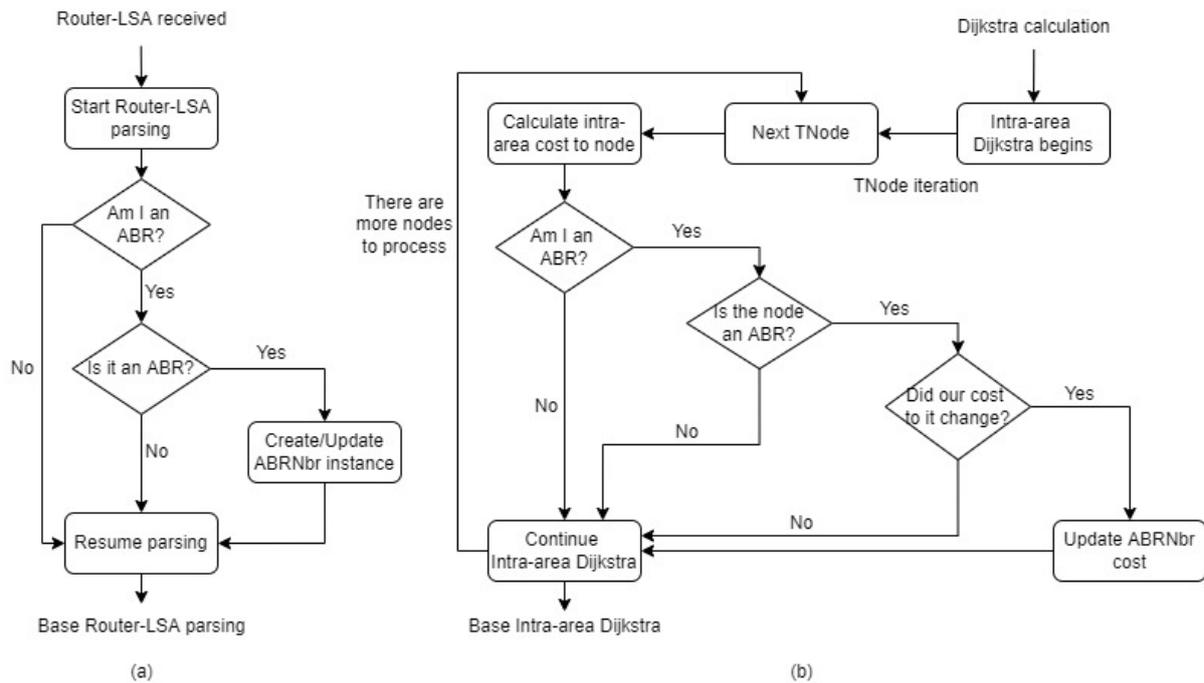 Router-LSA received
Start Router-LSA
parsing
Am I an
ABR?
Yes
No
Is it an ABR?
Yes
No
Create/Update
ABRNbr instance
Resume parsing
Base Router-LSA parsing
(a)
Dijkstra calculation
Intra-area
Dijkstra begins
Next TNode
TNode iteration
Calculate intra-
area cost to node
There are
more nodes
to process
Am I an
ABR?
Yes
No
Is the node
an ABR?
Yes
No
Did our cost
to it change?
Yes
No
Update ABRNbr
cost
Continue
Intra-area Dijkstra
Base Intra-area Dijkstra
(b)